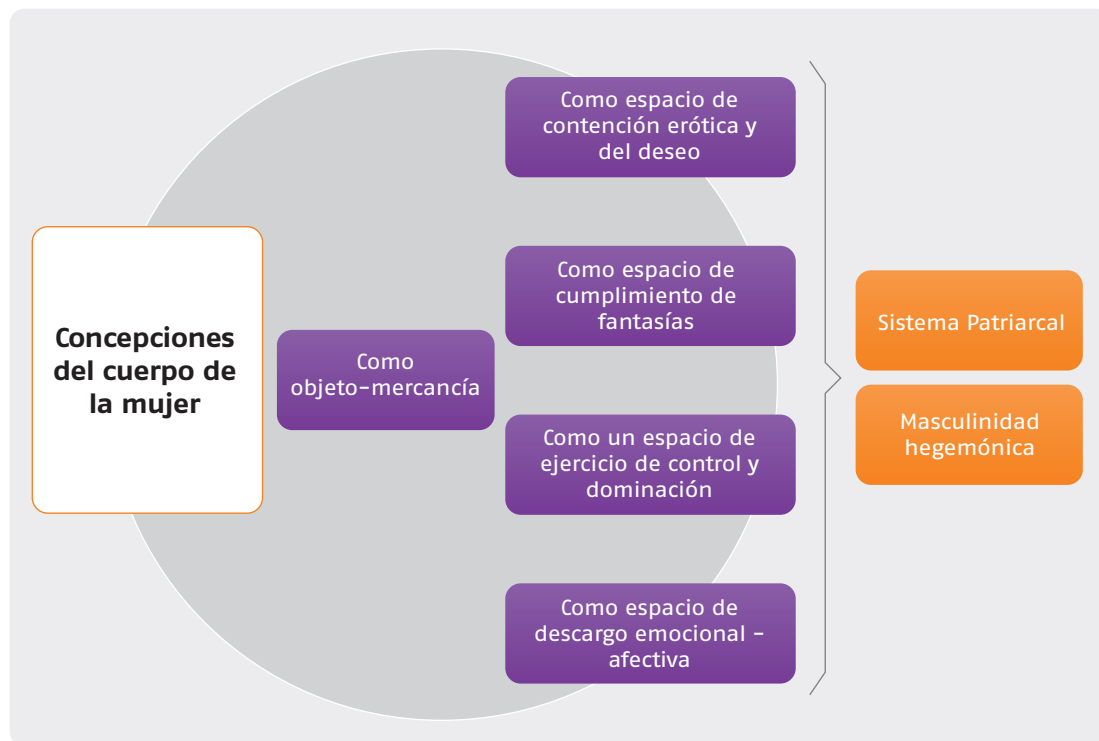 Concepciones
del cuerpo de
la mujer
Como
objeto-mercancía
Como espacio de
contención erótica y
del deseo
Como espacio de
cumplimiento de
fantasías
Como un espacio de
ejercicio de control y
dominación
Como espacio de
descargo emocional –
afectiva
Sistema Patriarcal
Masculinidad
hegemónica